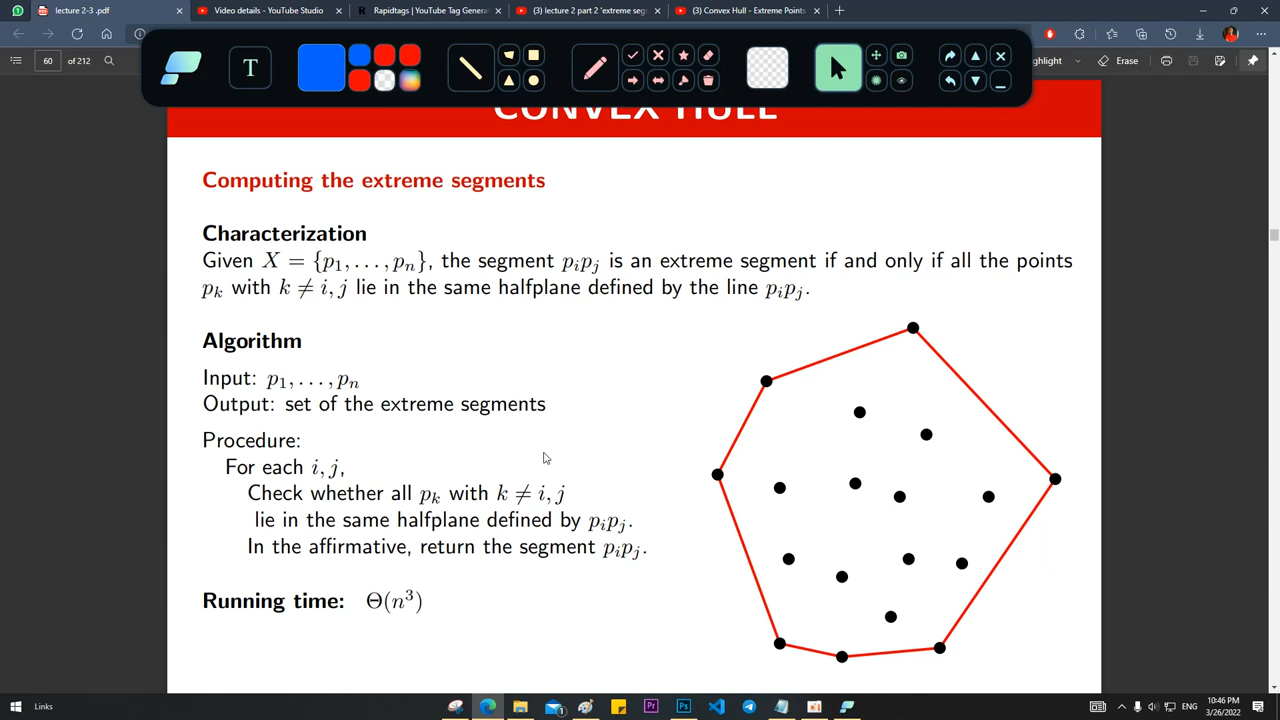 lecture 2-3 .pdf
Video details - YouTube Studio
Rapidtags | YouTube Tag Genera
(3) lecture 2 part 2 'extreme seg
(3) Convex Hull - Extreme Points
60 of 212
T
hlight
Erase
CONVEX HULL
Computing the extreme segments
Characterization
Given X = {p₁, . . . , pₙ}, the segment pᵢpⱼ is an extreme segment if and only if all the points
pₖ with k ≠ i, j lie in the same halfplane defined by the line pᵢpⱼ.
Algorithm
Input: p₁, . . . , pₙ
Output: set of the extreme segments
Procedure:
For each i, j,
Check whether all pₖ with k ≠ i, j
lie in the same halfplane defined by pᵢpⱼ.
In the affirmative, return the segment pᵢpⱼ.
Running time: Θ(n³)
Links
Pr
Ps
10:46 PM
3/26/2022